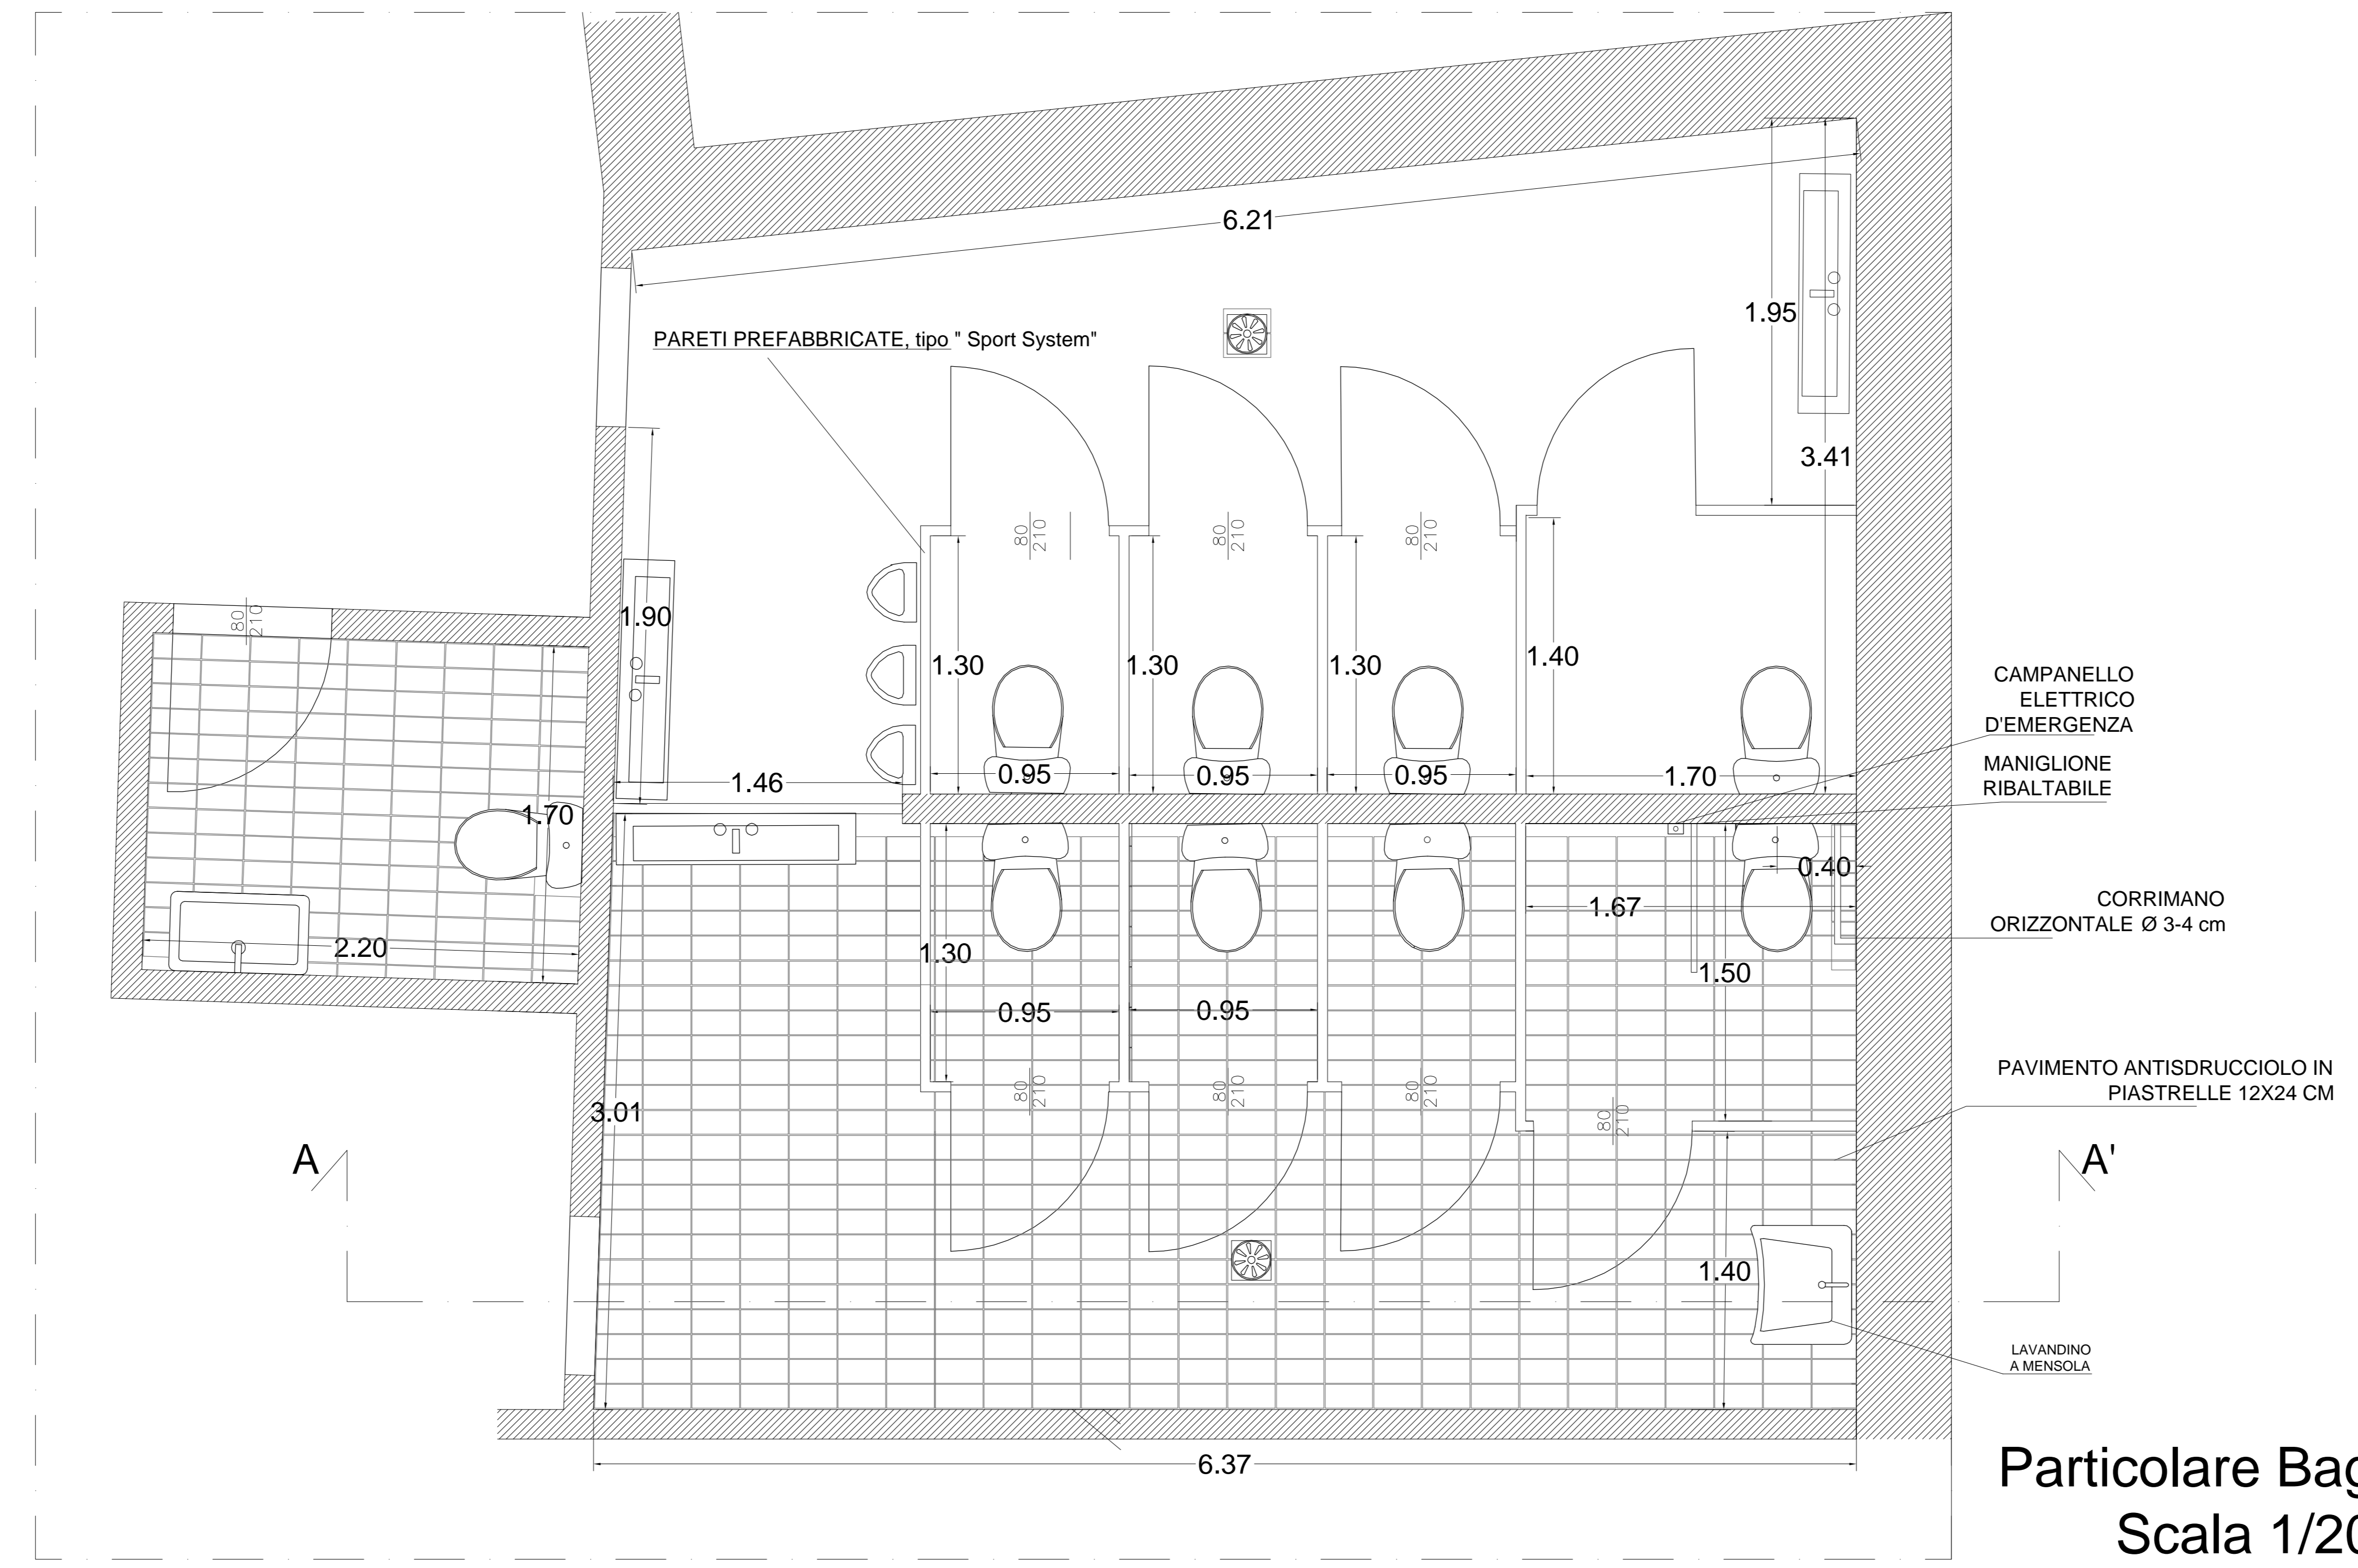 6.21
1.95
PARETI PREFABBRICATE, tipo " Sport System"
3.41
80
210
80
210
80
210
80
210
1.90
1.30
1.30
1.30
1.40
CAMPANELLO
ELETTRICO
D'EMERGENZA
MANIGLIONE
RIBALTABILE
1.46
0.95
0.95
0.95
1.70
1.70
0.40
CORRIMANO
ORIZZONTALE Ø 3-4 cm
1.67
2.20
1.30
1.50
0.95
0.95
PAVIMENTO ANTISDRUCCIOLO IN
PIASTRELLE 12X24 CM
80
210
80
210
80
210
80
210
3.01
A
A'
1.40
LAVANDINO
A MENSOLA
6.37
Particolare Bag
Scala 1/20